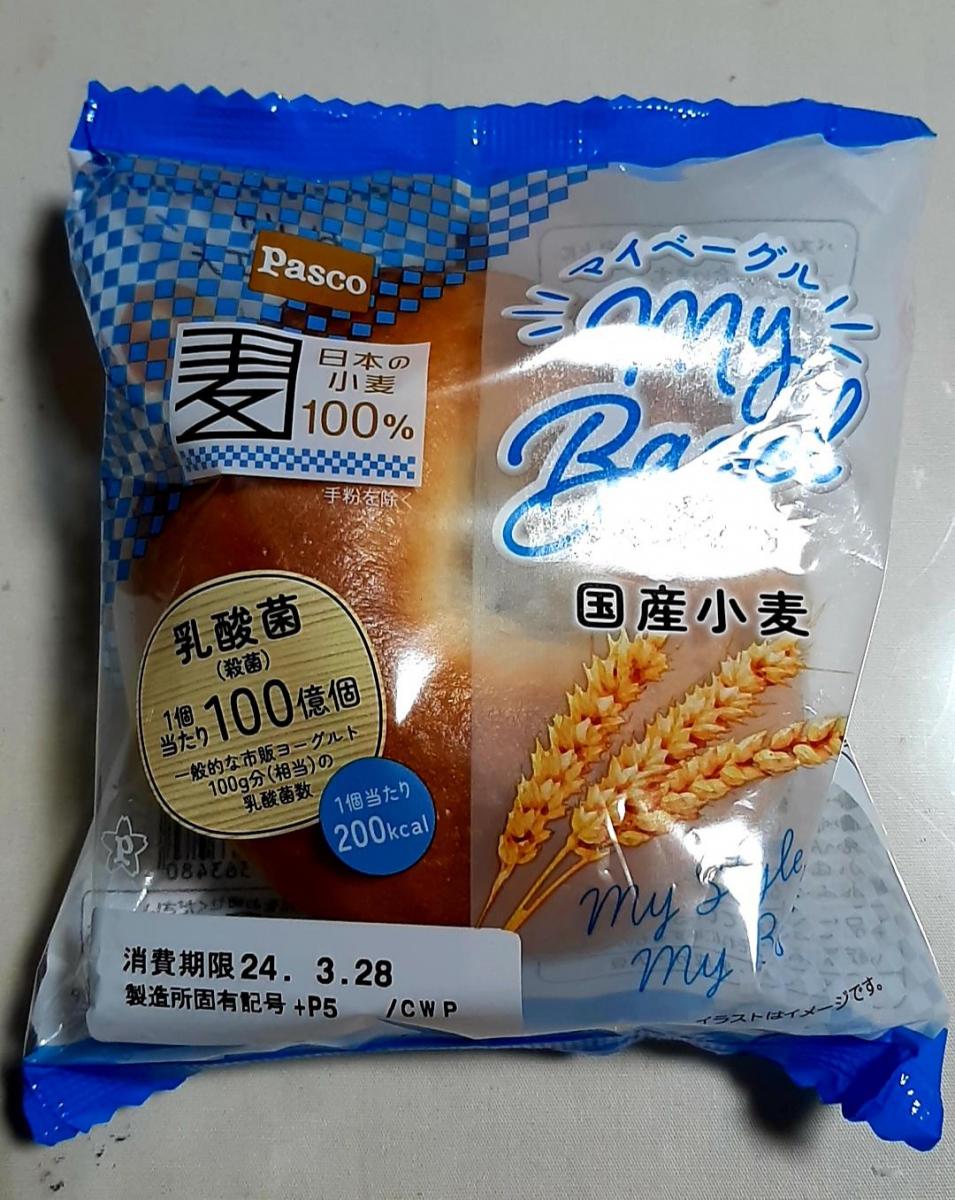 Pasco
麦
日本の
小麦
100%
手粉を除く
マイベーグル
My
国産小麦
乳酸菌
(殺菌)
1個
当たり100億個
一般的な市販ヨーグルト
100g分(相当)の
乳酸菌数
1個当たり
200kcal
P
My Style
My
消費期限24. 3.28
製造所固有記号+P5 /CWP
イラストはイメージです。